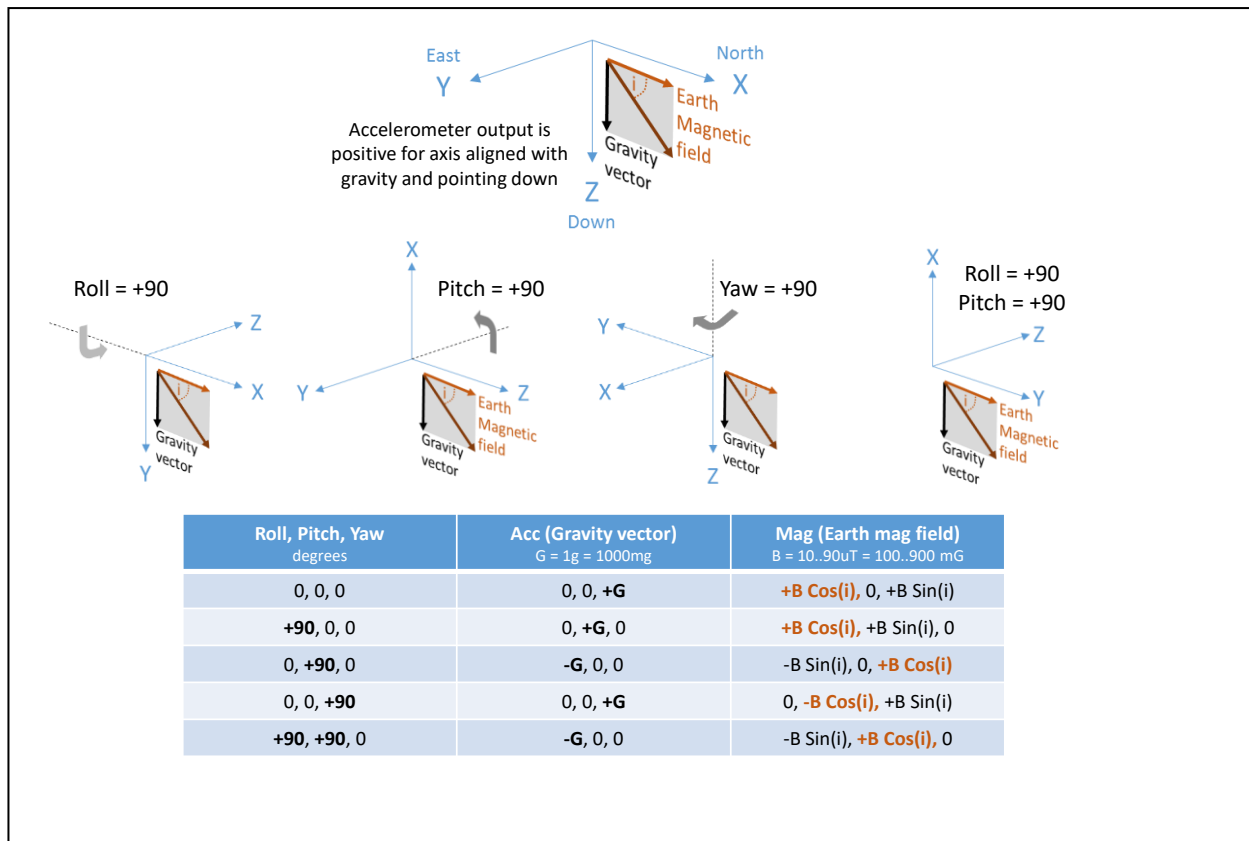 East
Y
North
X
i
Earth
Magnetic
field
Gravity
vector
Accelerometer output is
positive for axis aligned with
gravity and pointing down
Z
Down
Roll = +90
Z
X
i
Gravity
vector
Y
X
Pitch = +90
Y
Z
i
Earth
Magnetic
field
Gravity
vector
Yaw = +90
Y
X
i
Gravity
vector
Z
X
Roll = +90
Pitch = +90
Z
Y
i
Earth
Magnetic
field
Gravity
vector
Roll, Pitch, Yaw
degrees
Acc (Gravity vector)
G = 1g = 1000mg
Mag (Earth mag field)
B = 10..90uT = 100..900 mG
0, 0, 0
0, 0, +G
+B Cos(i), 0, +B Sin(i)
+90, 0, 0
0, +G, 0
+B Cos(i), +B Sin(i), 0
0, +90, 0
-G, 0, 0
-B Sin(i), 0, +B Cos(i)
0, 0, +90
0, 0, +G
0, -B Cos(i), +B Sin(i)
+90, +90, 0
-G, 0, 0
-B Sin(i), +B Cos(i), 0